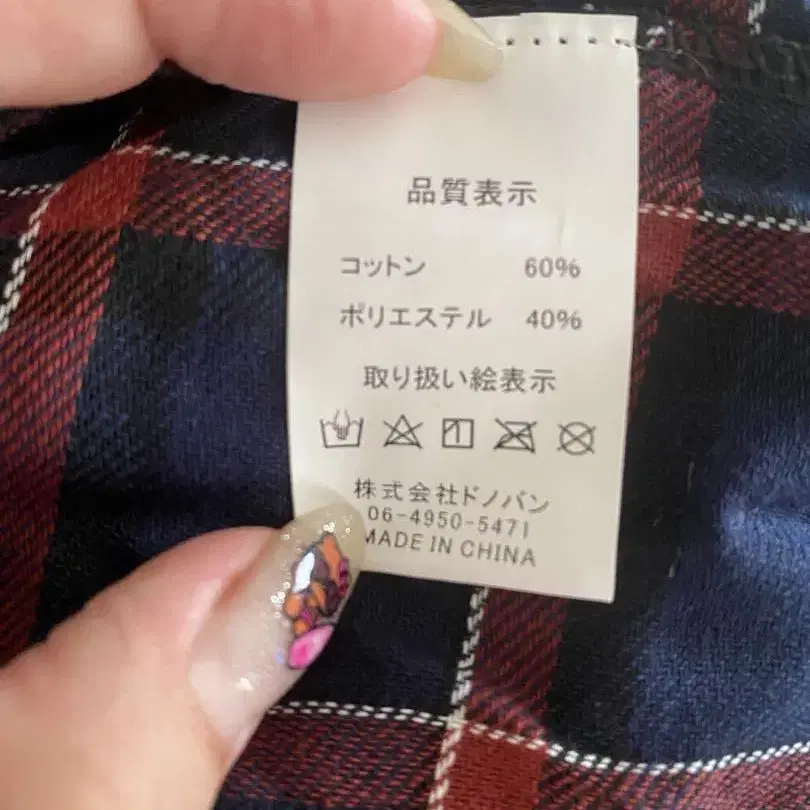 品質表示
コットン 60%
ポリエステル 40%
取り扱い絵表示
株式会社ドノバン
06-4950-5471
MADE IN CHINA